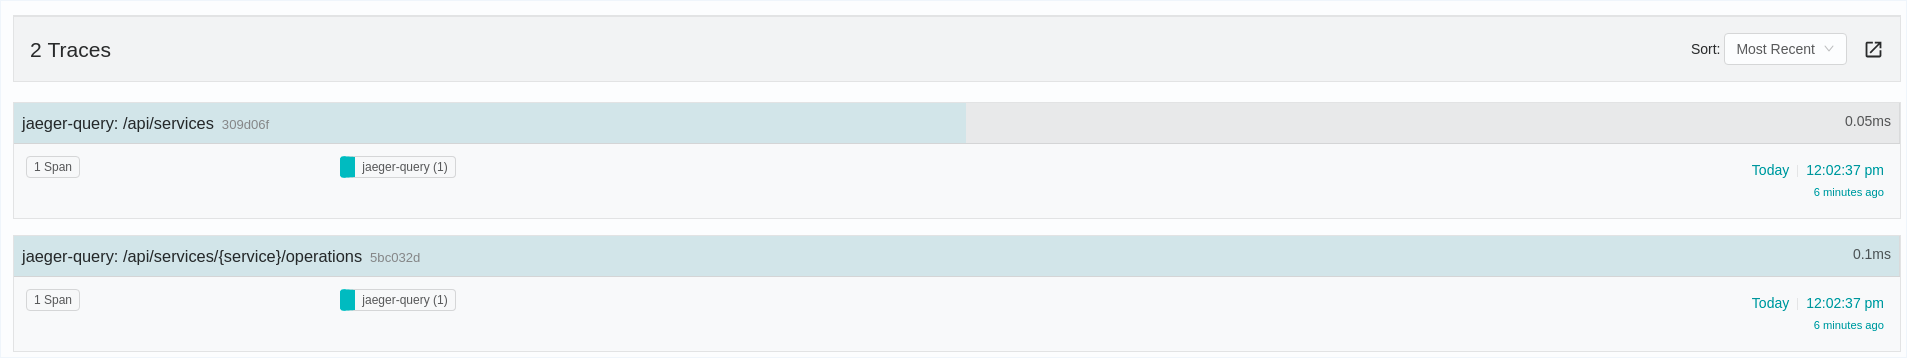 2 Traces
Sort: Most Recent
jaeger-query: /api/services 309d06f 0.05ms
1 Span jaeger-query (1) Today 12:02:37 pm
6 minutes ago
jaeger-query: /api/services/{service}/operations 5bc032d 0.1ms
1 Span jaeger-query (1) Today 12:02:37 pm
6 minutes ago